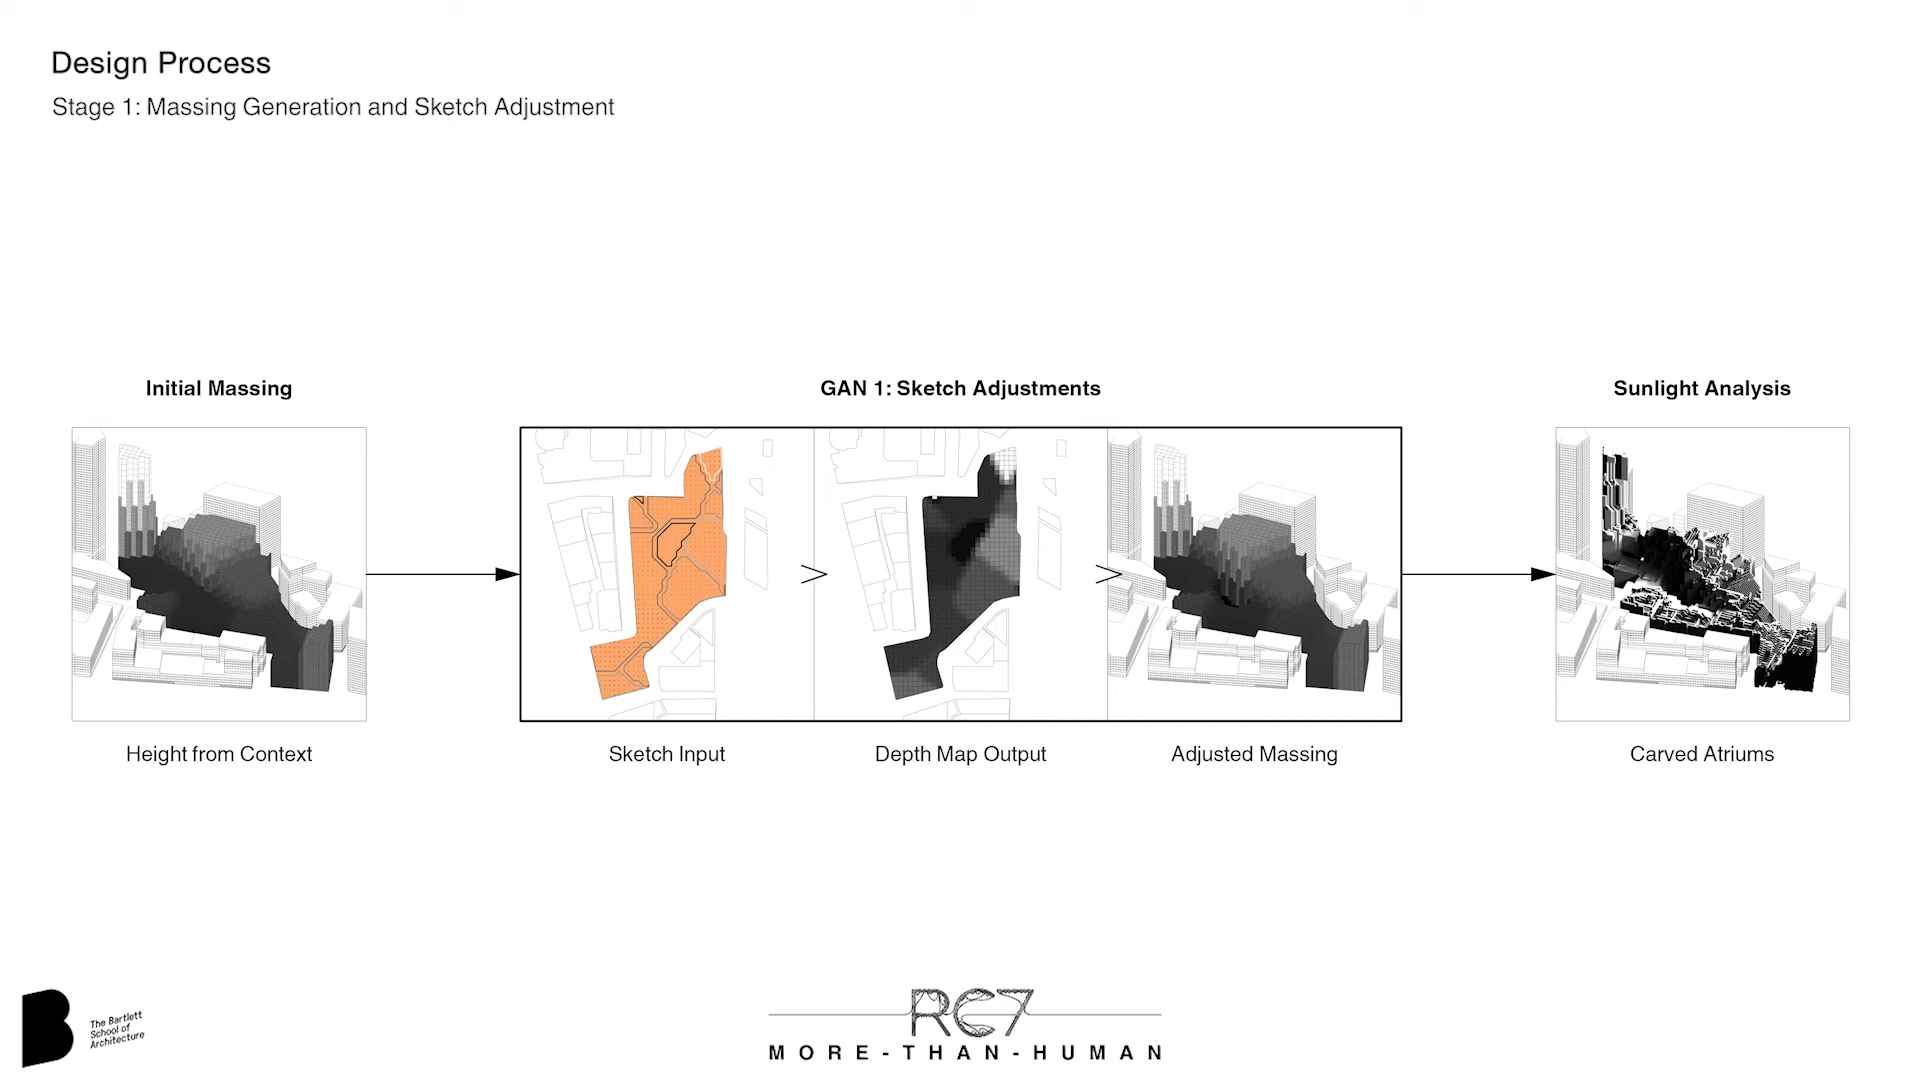 Design Process
Stage 1: Massing Generation and Sketch Adjustment
Initial Massing
GAN 1: Sketch Adjustments
Sunlight Analysis
>
>
Height from Context
Sketch Input
Depth Map Output
Adjusted Massing
Carved Atriums
B
The Bartlett
School of
Architecture
RC7
MORE-THAN-HUMAN